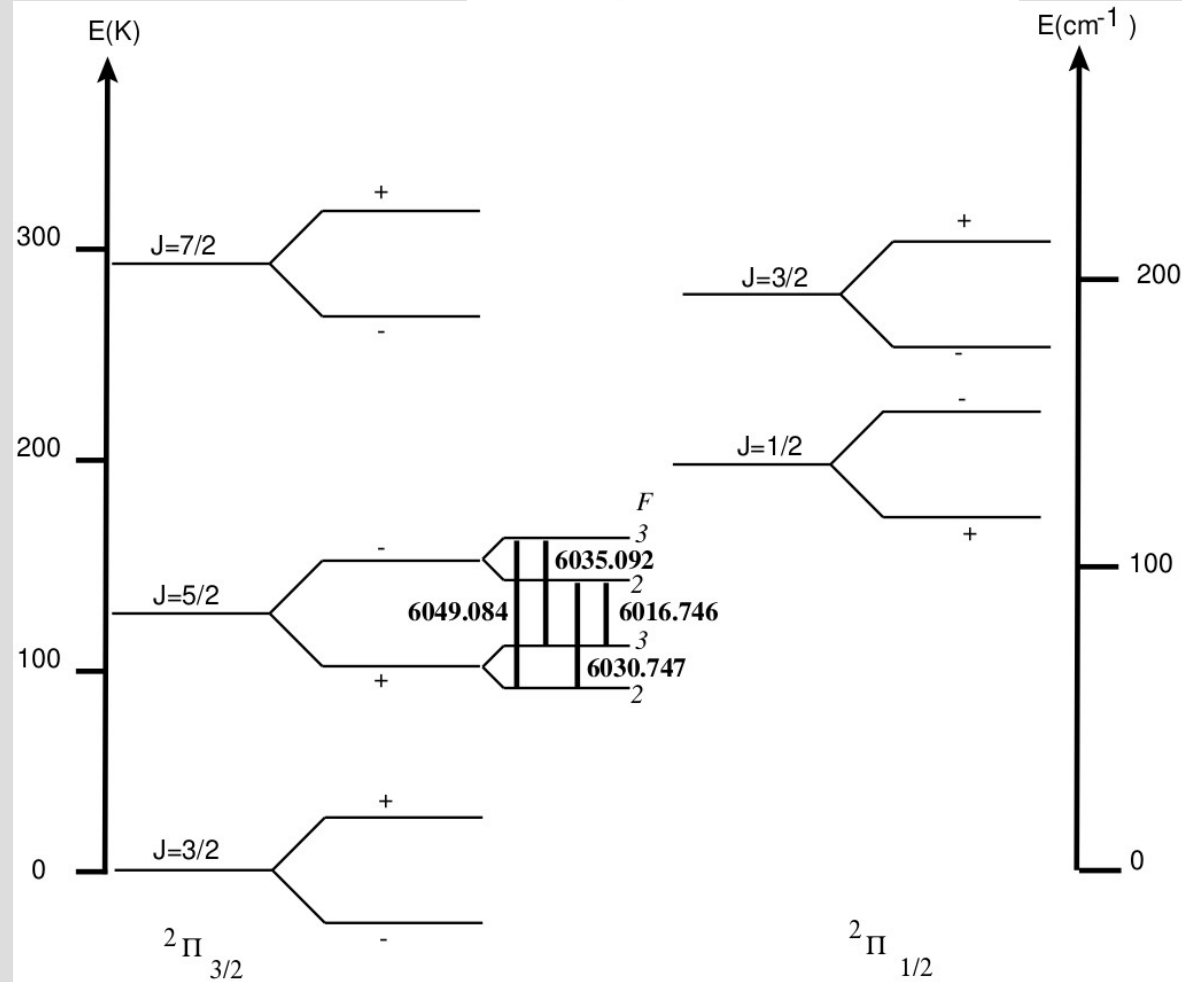 E(K)
E(cm-1 )
+
300
J=7/2
-
+
200
J=3/2
-
200
-
J=1/2
+
F
3
-
6035.092
2
100
J=5/2
6049.084
6016.746
3
6030.747
2
100
+
+
J=3/2
0
-
0
2Π3/2
2Π1/2